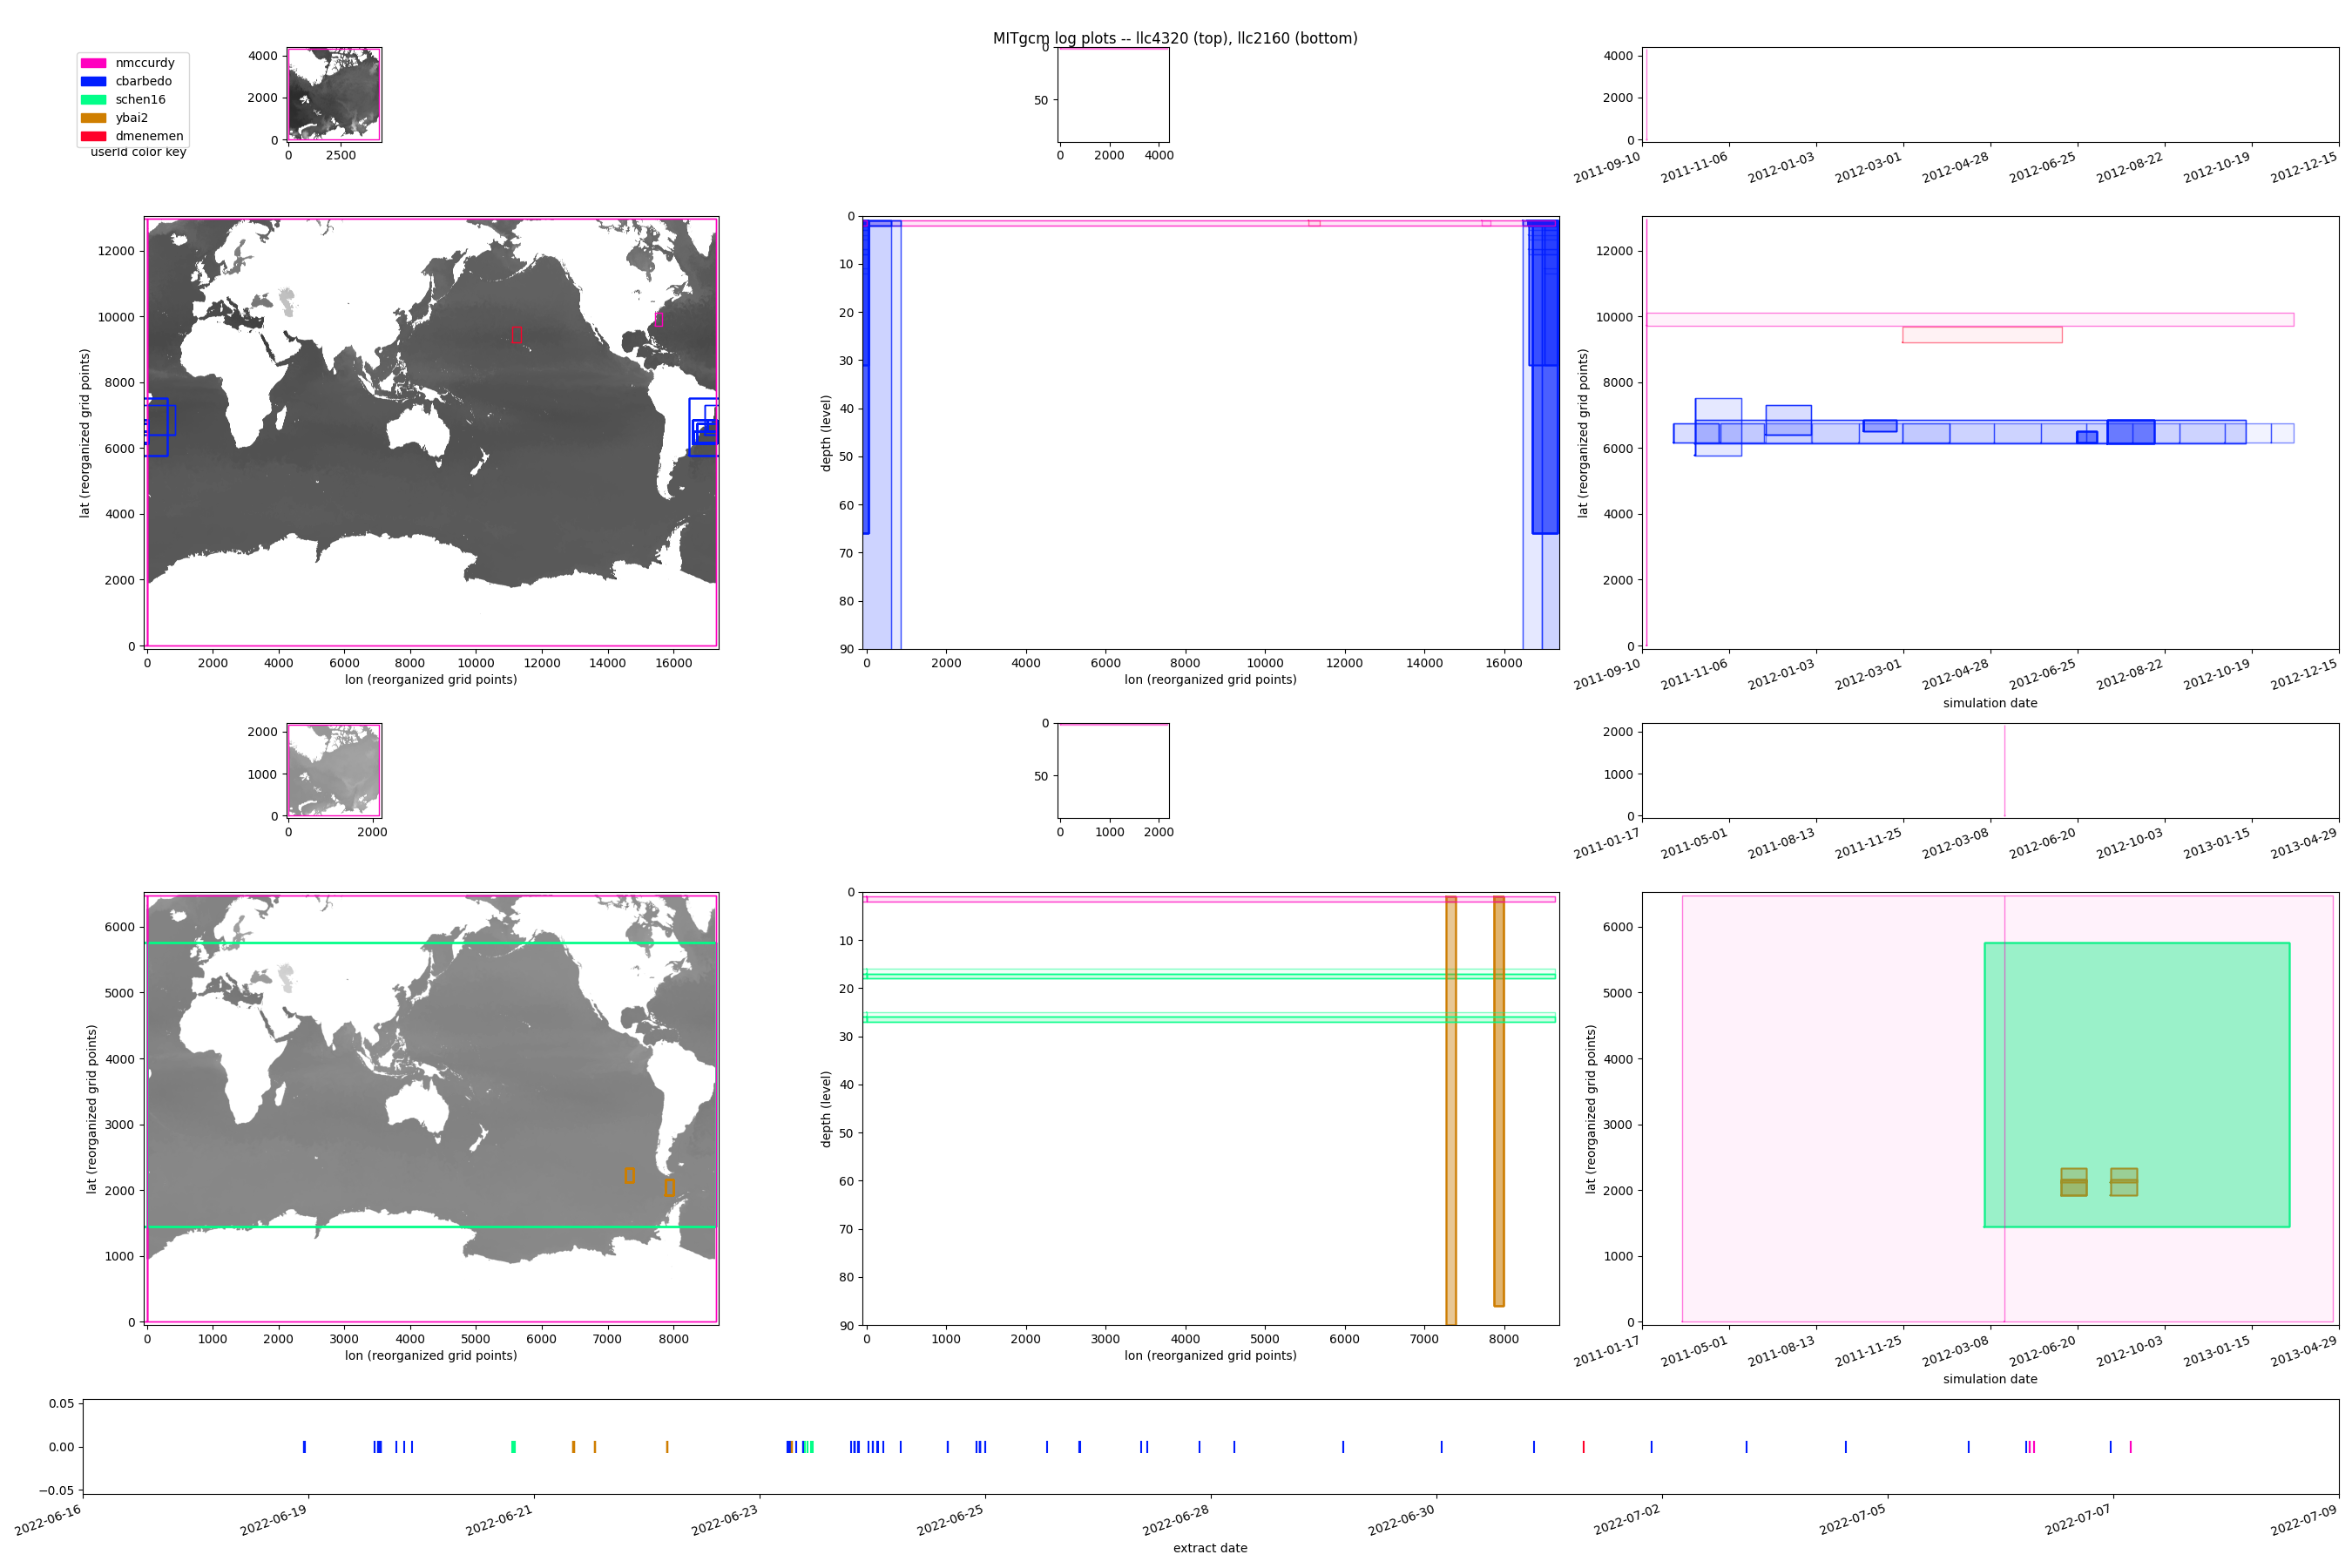 MITgcm log plots -- llc4320 (top), llc2160 (bottom)
nmccurdy
cbarbedo
schen16
ybai2
dmenemen
userid color key
4000
2000
0
0 2500
0
50
0 2000 4000
4000
2000
0
2011-09-10 2011-11-06 2012-01-03 2012-03-01 2012-04-28 2012-06-25 2012-08-22 2012-10-19 2012-12-15
lat (reorganized grid points)
12000
10000
8000
6000
4000
2000
0
0 2000 4000 6000 8000 10000 12000 14000 16000
lon (reorganized grid points)
depth (level)
0
10
20
30
40
50
60
70
80
90
0 2000 4000 6000 8000 10000 12000 14000 16000
lon (reorganized grid points)
lat (reorganized grid points)
12000
10000
8000
6000
4000
2000
0
2011-09-10 2011-11-06 2012-01-03 2012-03-01 2012-04-28 2012-06-25 2012-08-22 2012-10-19 2012-12-15
simulation date
2000
1000
0
0 2000
0
50
0 1000 2000
2000
1000
0
2011-01-17 2011-05-01 2011-08-13 2011-11-25 2012-03-08 2012-06-20 2012-10-03 2013-01-15 2013-04-29
lat (reorganized grid points)
6000
5000
4000
3000
2000
1000
0
0 1000 2000 3000 4000 5000 6000 7000 8000
lon (reorganized grid points)
depth (level)
0
10
20
30
40
50
60
70
80
90
0 1000 2000 3000 4000 5000 6000 7000 8000
lon (reorganized grid points)
lat (reorganized grid points)
6000
5000
4000
3000
2000
1000
0
2011-01-17 2011-05-01 2011-08-13 2011-11-25 2012-03-08 2012-06-20 2012-10-03 2013-01-15 2013-04-29
simulation date
0.05
0.00
−0.05
2022-06-16 2022-06-19 2022-06-21 2022-06-23 2022-06-25 2022-06-28 2022-06-30 2022-07-02 2022-07-05 2022-07-07 2022-07-09
extract date